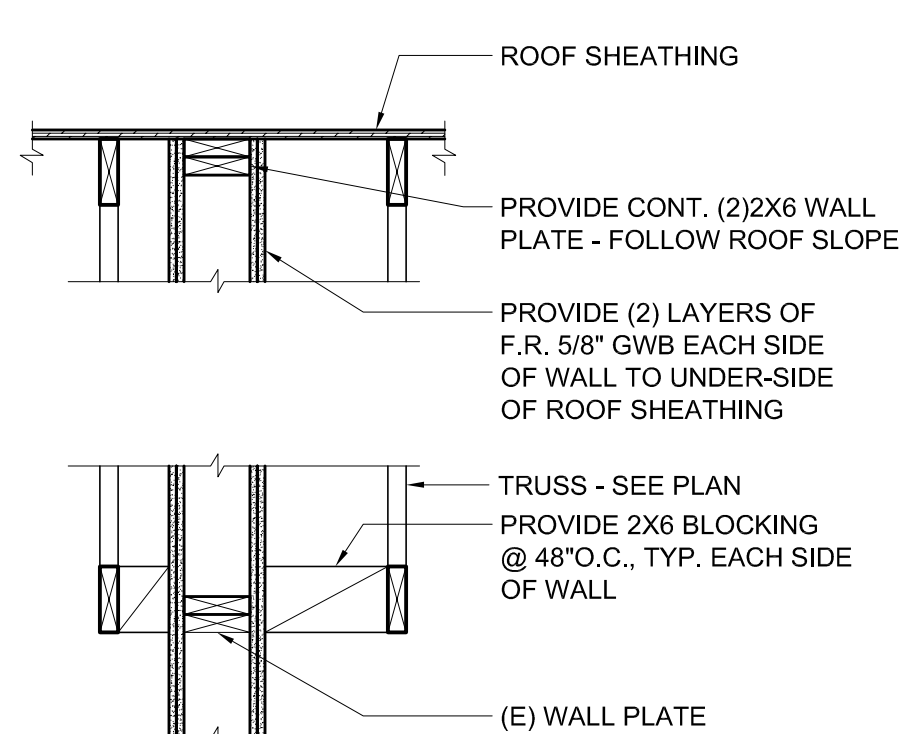 ROOF SHEATHING
PROVIDE CONT. (2)2X6 WALL
PLATE - FOLLOW ROOF SLOPE
PROVIDE (2) LAYERS OF
F.R. 5/8" GWB EACH SIDE
OF WALL TO UNDER-SIDE
OF ROOF SHEATHING
TRUSS - SEE PLAN
PROVIDE 2X6 BLOCKING
@ 48"O.C., TYP. EACH SIDE
OF WALL
(E) WALL PLATE